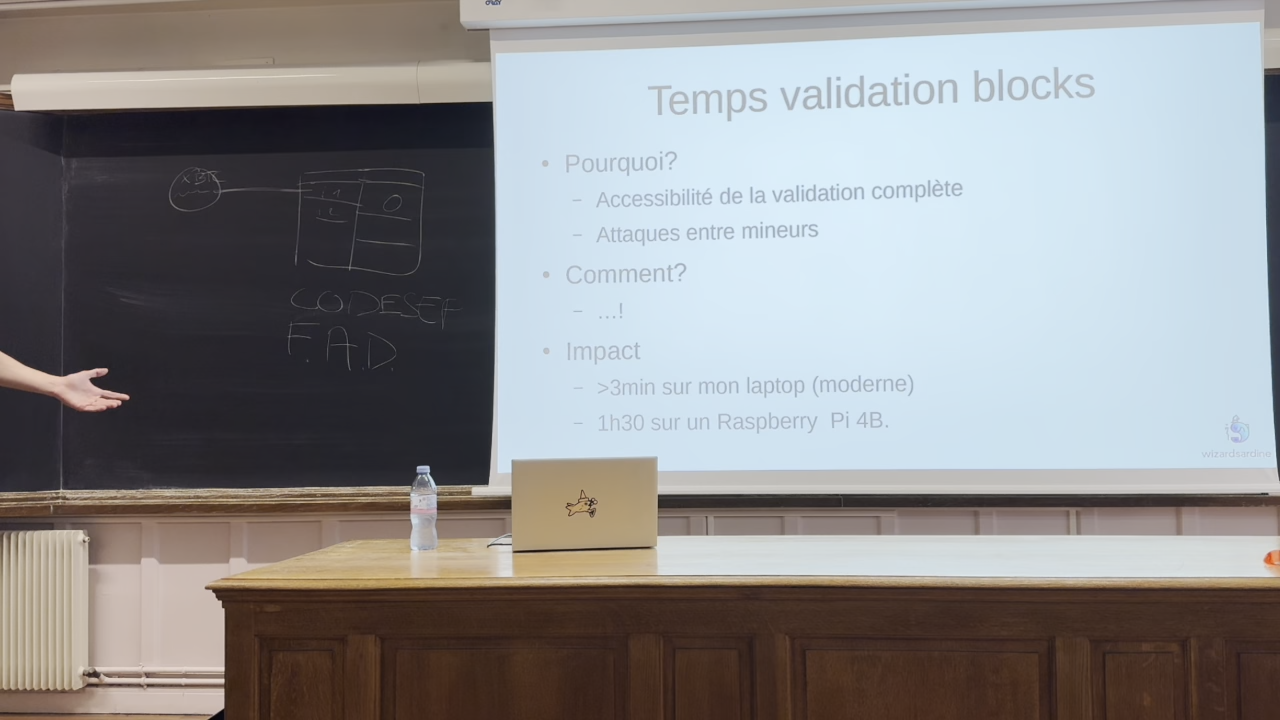 CODESEP
F.A.D.
Temps validation blocks
• Pourquoi?
– Accessibilité de la validation complète
– Attaques entre mineurs
• Comment?
– ...!
• Impact
– >3min sur mon laptop (moderne)
– 1h30 sur un Raspberry Pi 4B.
wizardsardine